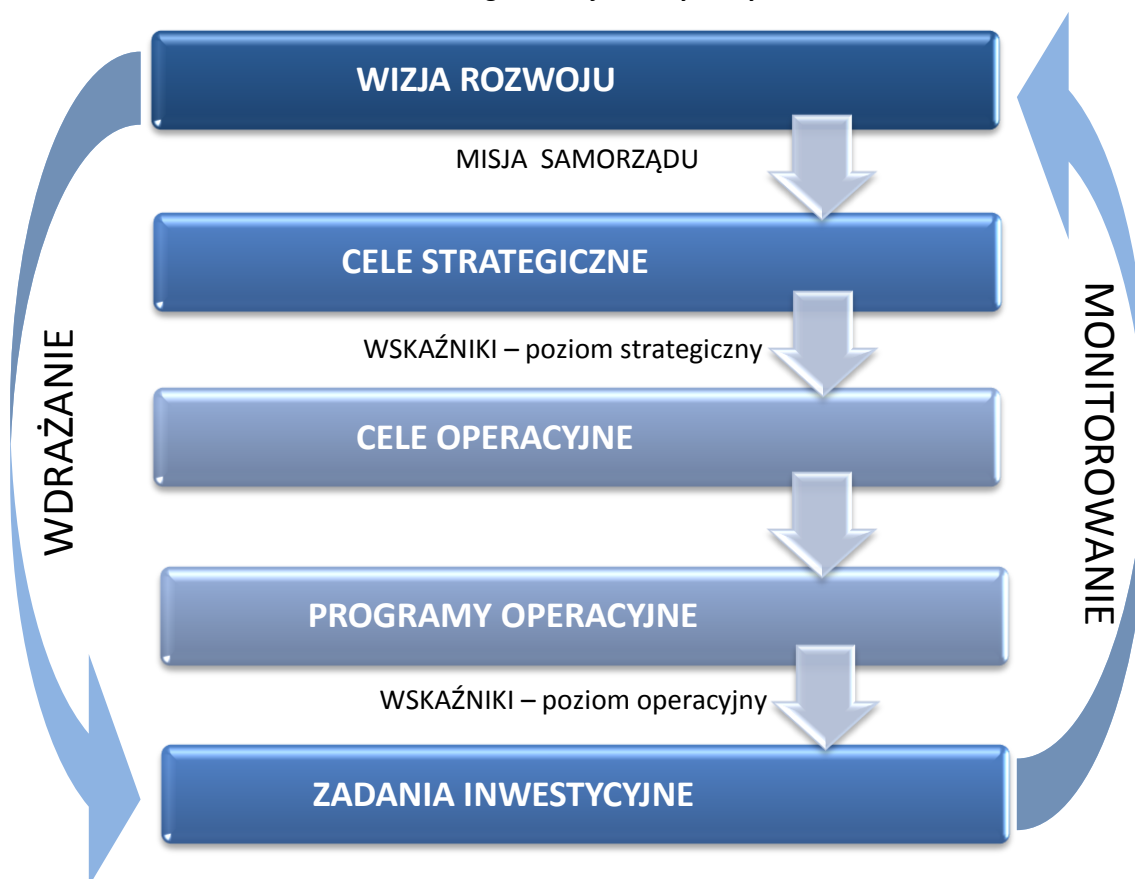 WIZJA ROZWOJU
MISJA SAMORZĄDU
CELE STRATEGICZNE
WSKAŹNIKI – poziom strategiczny
CELE OPERACYJNE
PROGRAMY OPERACYJNE
WSKAŹNIKI – poziom operacyjny
ZADANIA INWESTYCYJNE
WDRAŻANIE
MONITOROWANIE